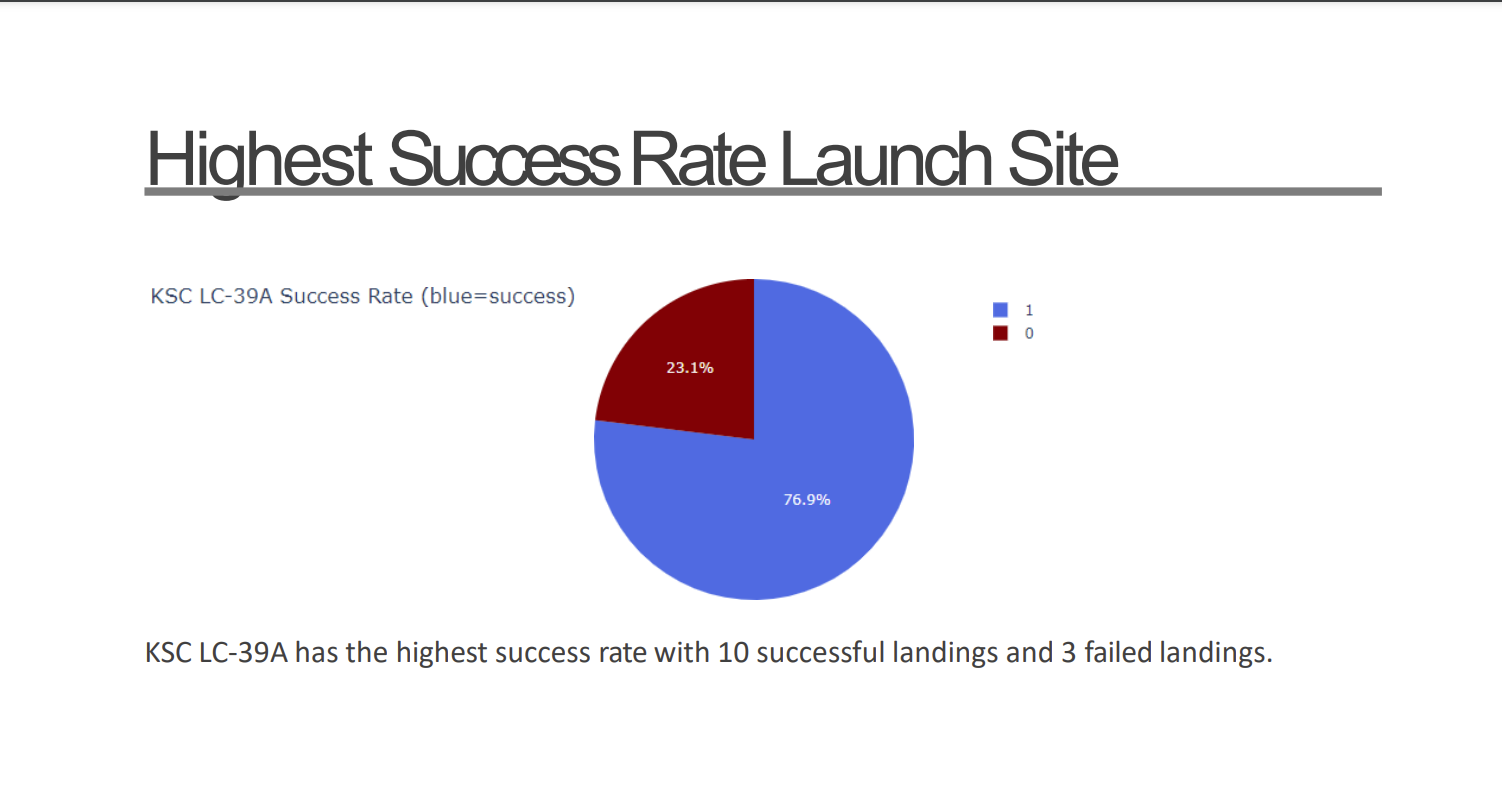 Highest Success Rate Launch Site
KSC LC-39A Success Rate (blue=success)
1
0
23.1%
76.9%
KSC LC-39A has the highest success rate with 10 successful landings and 3 failed landings.